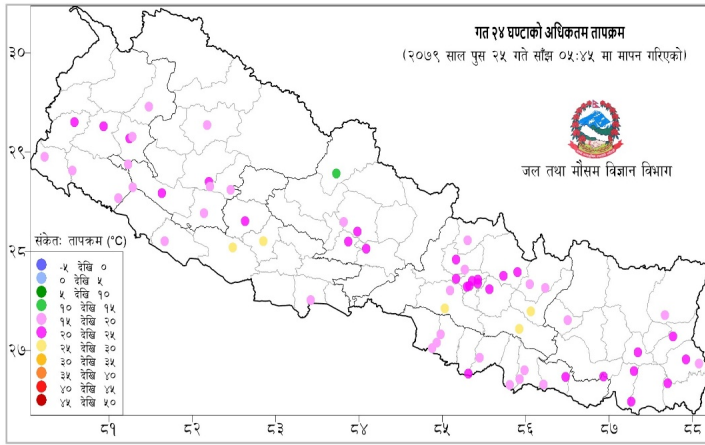 गत २४ घण्टाको अधिकतम तापक्रम
(२०७९ साल पुस २५ गते साँझ ०५:४५ मा मापन गरिएको)
जल तथा मौसम विज्ञान विभाग
३०
२९
२८
२७
संकेतः तापक्रम (°C)
-५ देखि ०
० देखि ५
५ देखि १०
१० देखि १५
१५ देखि २०
२० देखि २५
२५ देखि ३०
३० देखि ३५
३५ देखि ४०
४० देखि ४५
४५ देखि ५०
८१ ८२ ८३ ८४ ८५ ८६ ८७ ८८